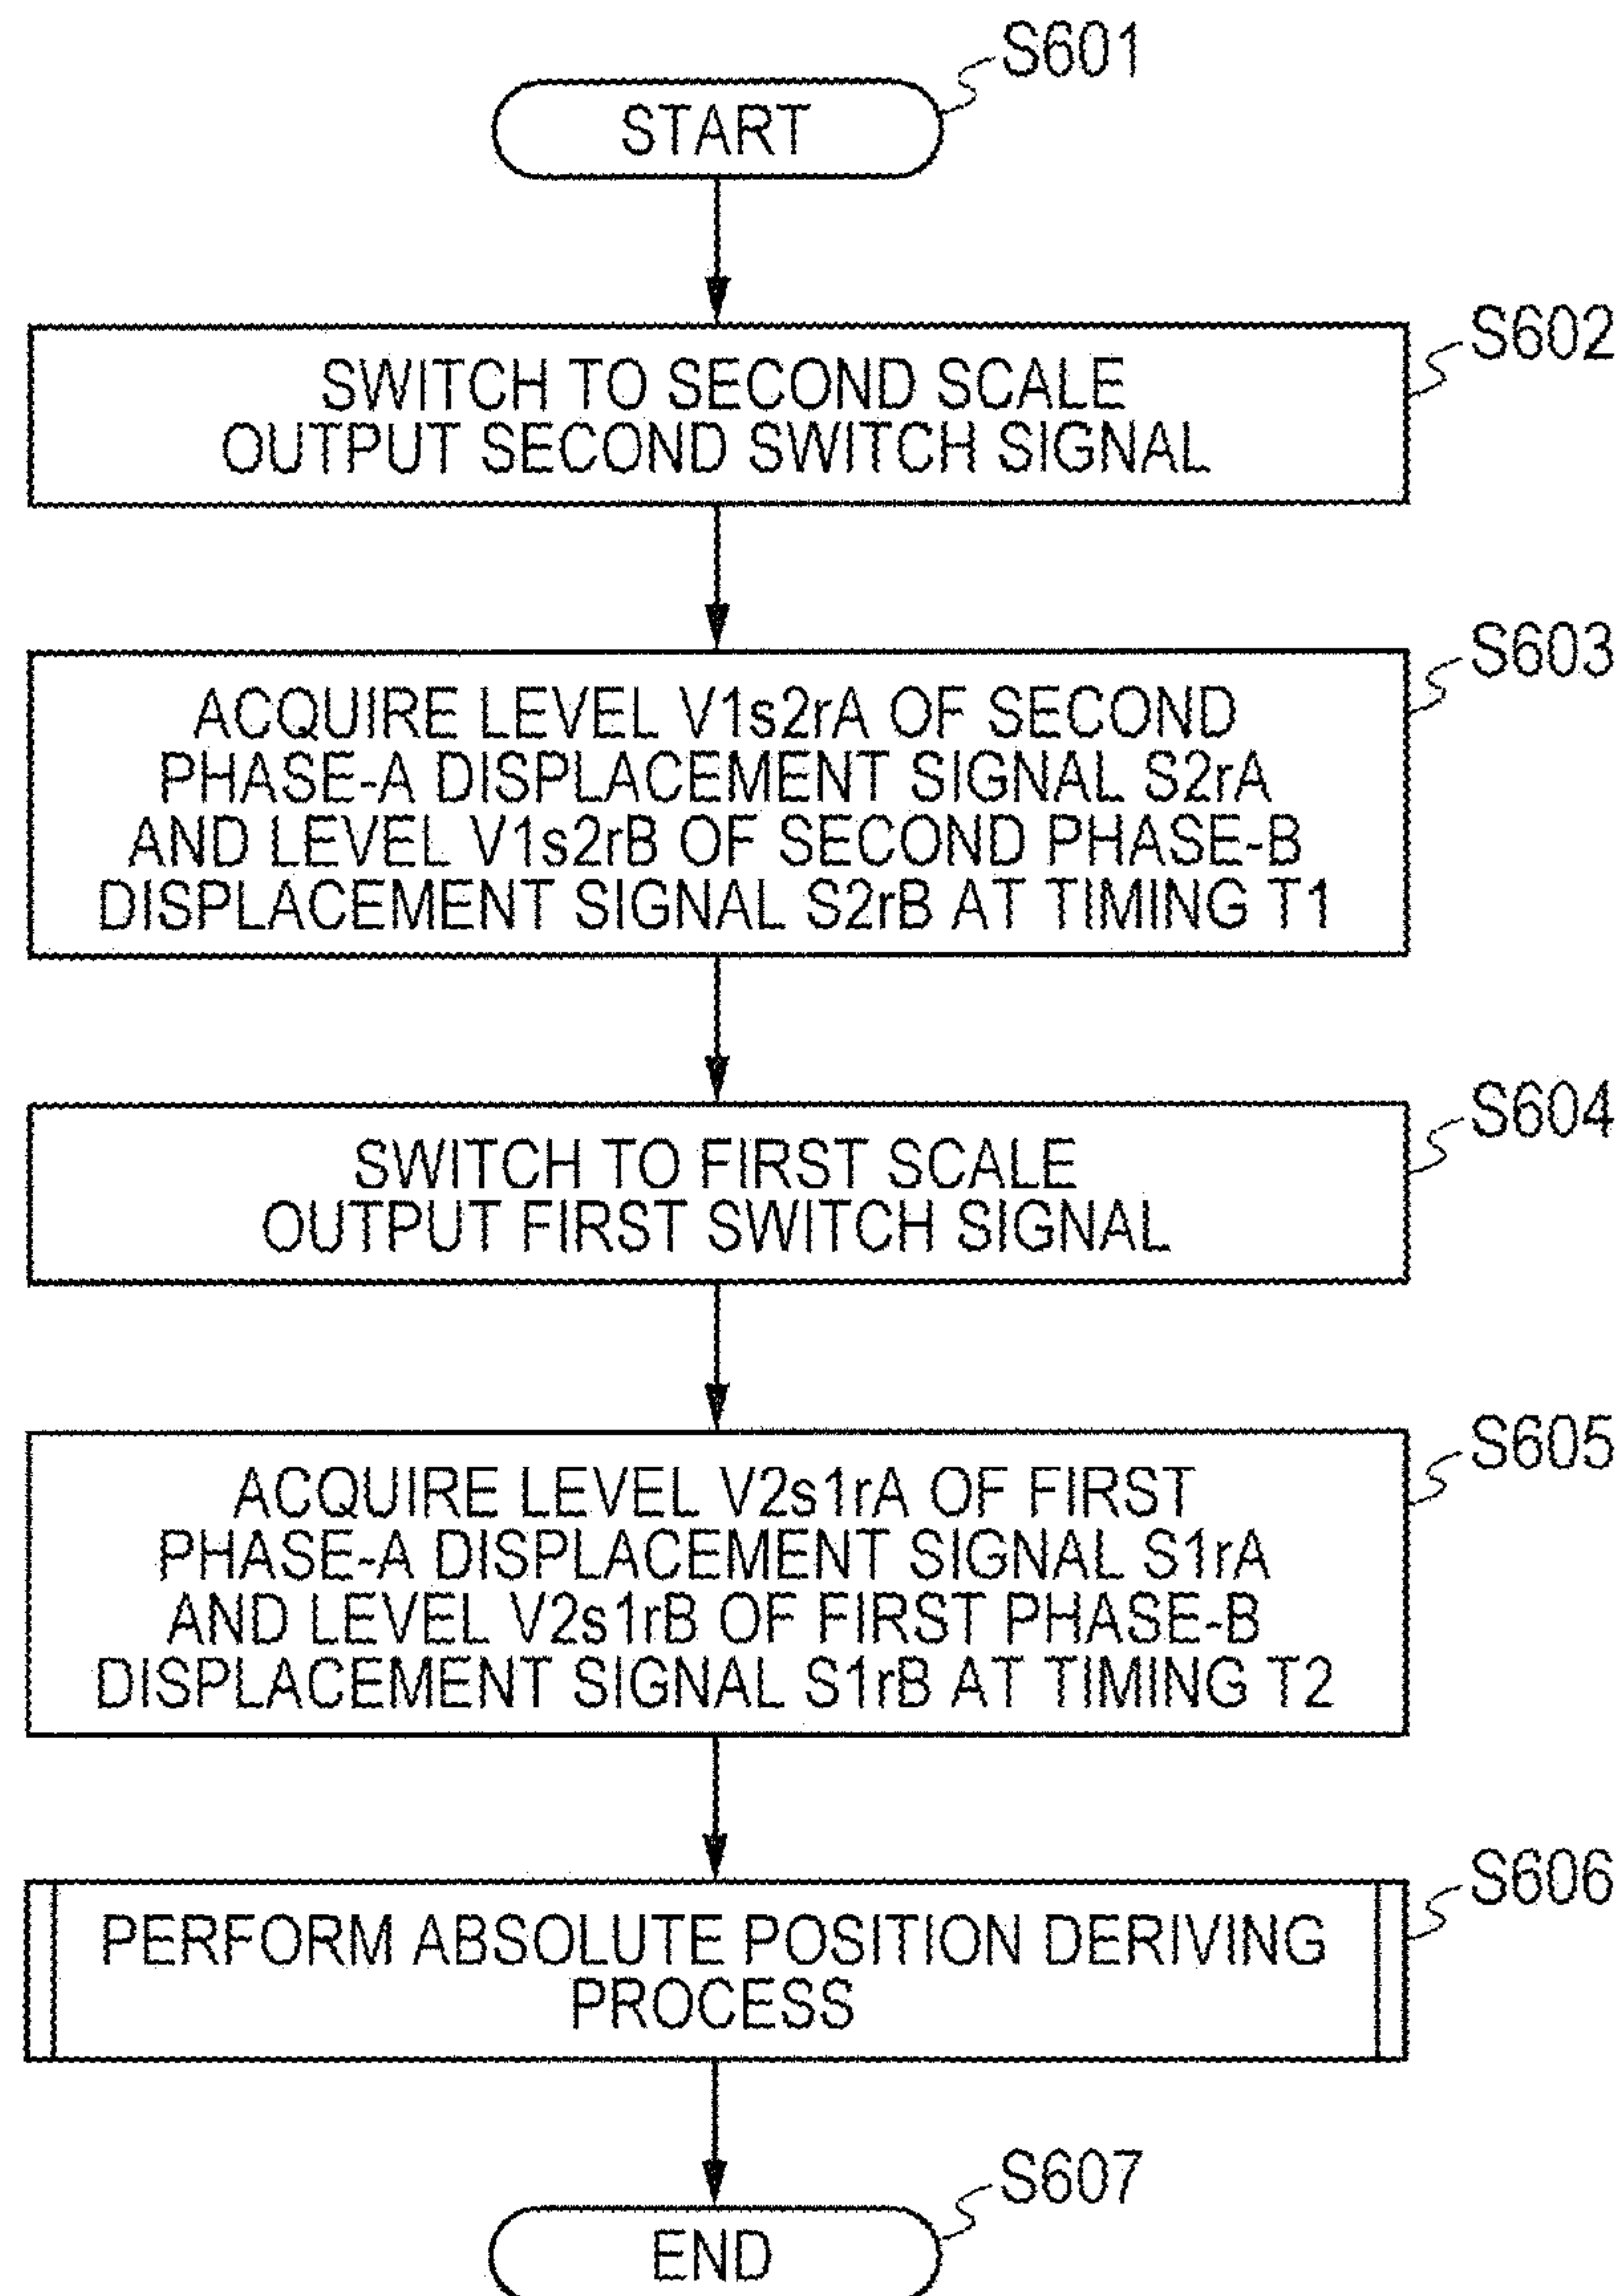 S601
START
S602
SWITCH TO SECOND SCALE
OUTPUT SECOND SWITCH SIGNAL
S603
ACQUIRE LEVEL V1s2rA OF SECOND
PHASE-A DISPLACEMENT SIGNAL S2rA
AND LEVEL V1s2rB OF SECOND PHASE-B
DISPLACEMENT SIGNAL S2rB AT TIMING T1
S604
SWITCH TO FIRST SCALE
OUTPUT FIRST SWITCH SIGNAL
S605
ACQUIRE LEVEL V2s1rA OF FIRST
PHASE-A DISPLACEMENT SIGNAL S1rA
AND LEVEL V2s1rB OF FIRST PHASE-B
DISPLACEMENT SIGNAL S1rB AT TIMING T2
S606
PERFORM ABSOLUTE POSITION DERIVING
PROCESS
S607
END